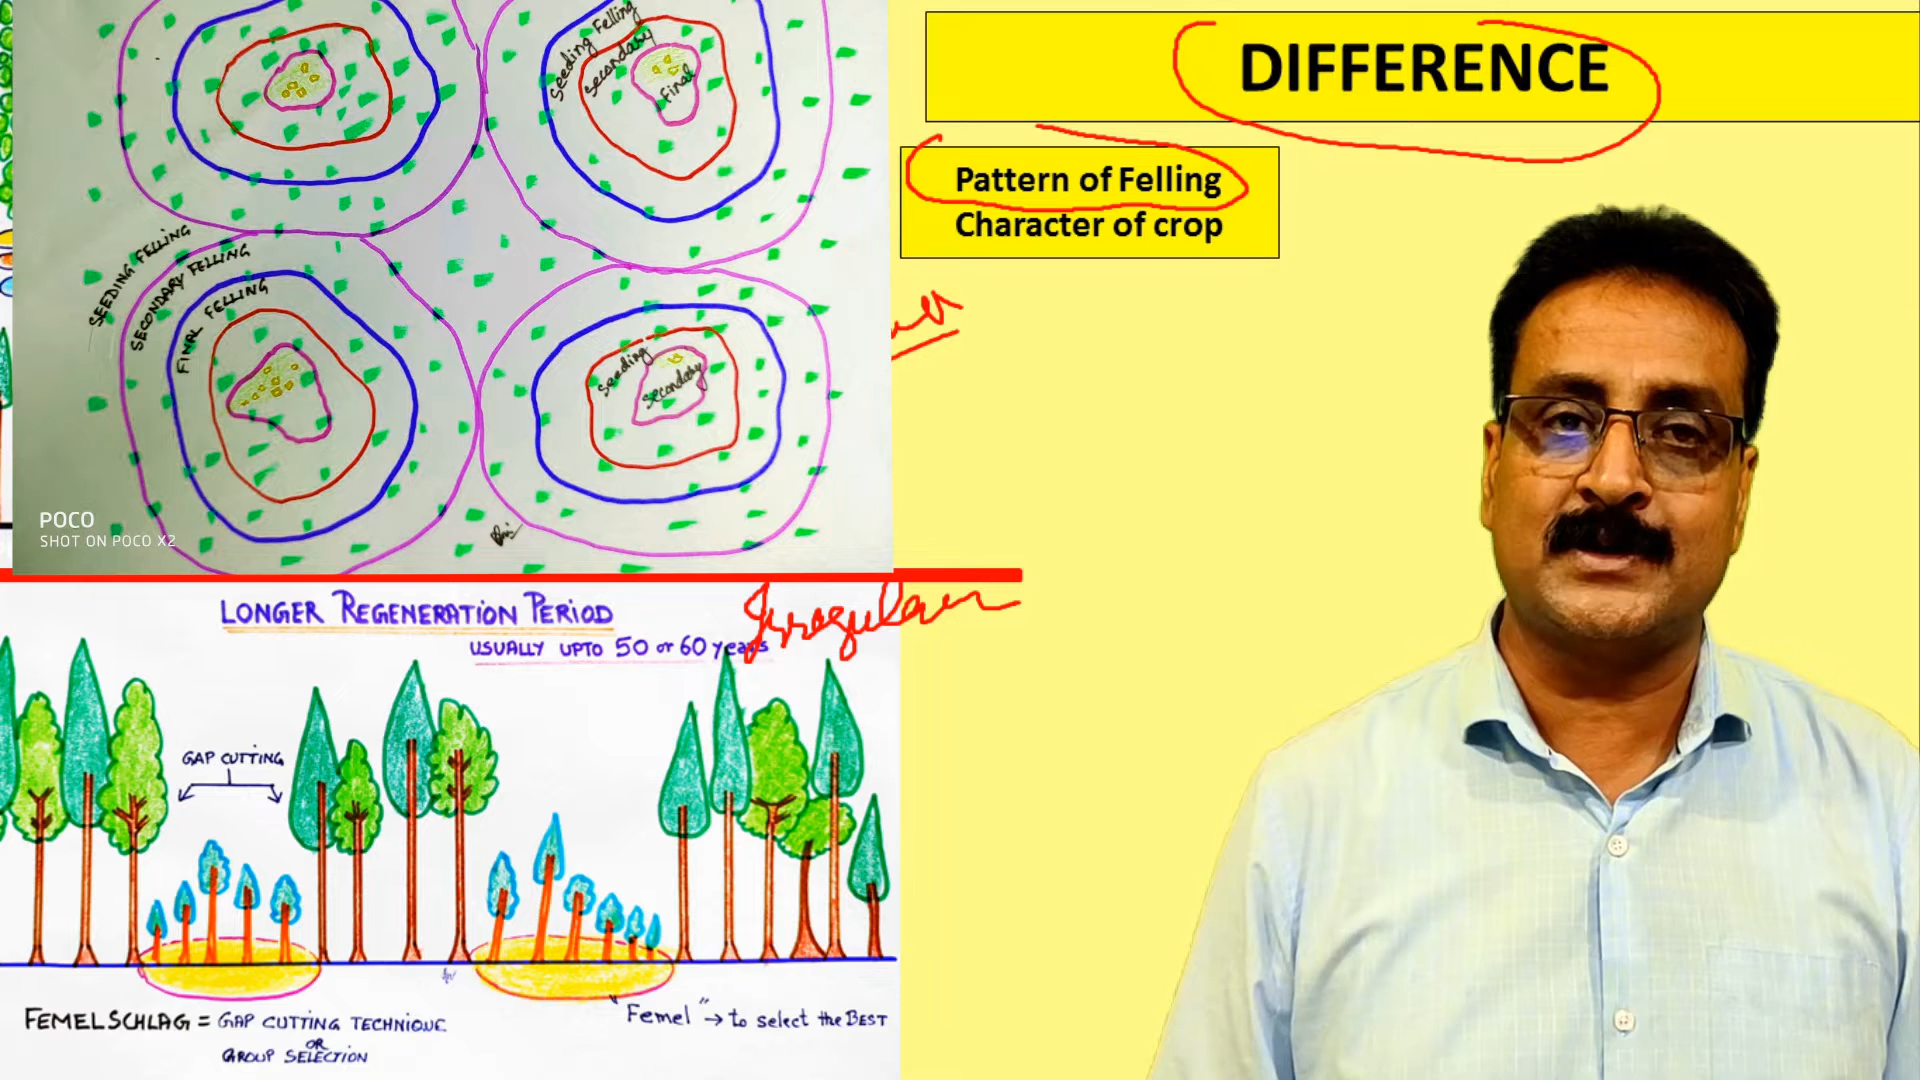 Seeding Felling
Secondary
Final
SEEDING FELLING
SECONDARY FELLING
FINAL FELLING
Seeding
Secondary
POCO
SHOT ON POCO X2
DIFFERENCE
Pattern of Felling
Character of crop
Irregular
LONGER REGENERATION PERIOD
USUALLY UPTO 50 or 60 years
GAP CUTTING
FEMELSCHLAG = GAP CUTTING TECHNIQUE
OR
GROUP SELECTION
"Femel" → to select the BEST